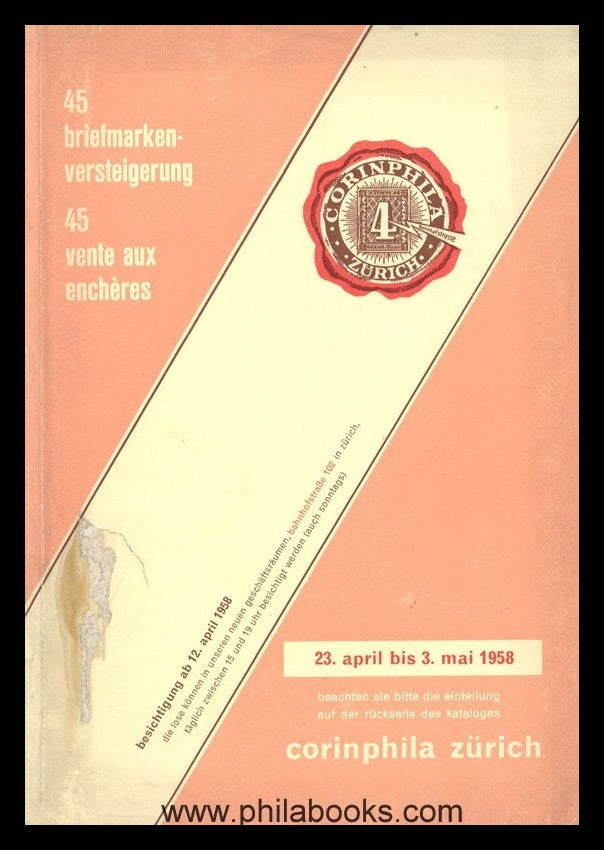 45
briefmarken-
versteigerung
45
vente aux
enchères
CORINPHILA
4
Bahnhofstrasse
ZÜRICH
besichtigung ab 12. april 1958
die lose können in unseren neuen geschäftsräumen, bahnhofstraße 102 in zürich,
täglich zwischen 15 und 19 uhr besichtigt werden (auch sonntags)
23. april bis 3. mai 1958
beachten sie bitte die einteilung
auf der rückseite des kataloges
corinphila zürich
www.philabooks.com